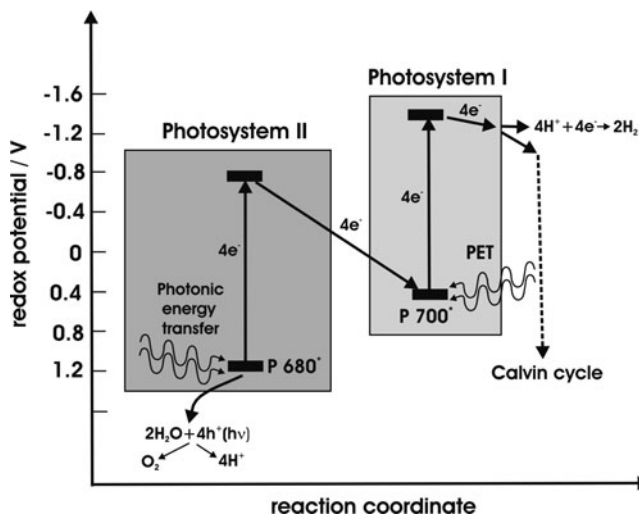 Photosystem I
-1.6
-1.2
-0.8
-0.4
0
0.4
0.8
1.2
redox potential / V
Photosystem II
4e⁻
4H⁺ + 4e⁻→ 2H₂
4e⁻
4e⁻
4e⁻
PET
Photonic
energy
transfer
P 700*
P 680*
Calvin cycle
2H₂O + 4h⁺(hν)
O₂
4H⁺
reaction coordinate